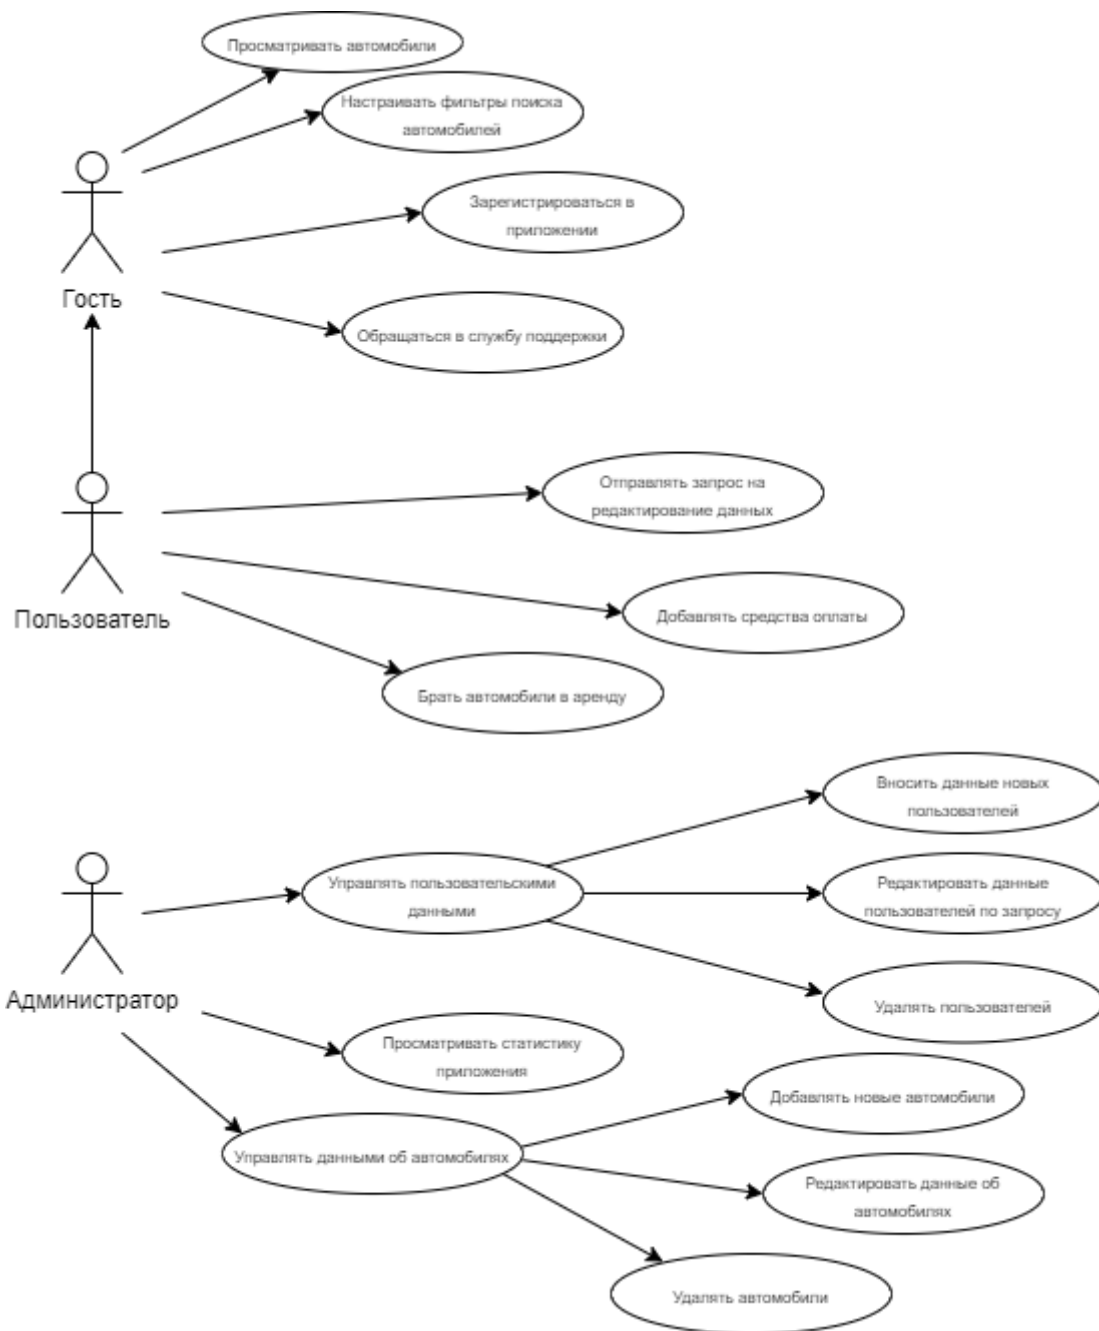 Просматривать автомобили
Настраивать фильтры поиска
автомобилей
Зарегистрироваться в
приложении
Гость
Обращаться в службу поддержки
Отправлять запрос на
редактирование данных
Пользователь
Добавлять средства оплаты
Брать автомобили в аренду
Вносить данные новых
пользователей
Управлять пользовательскими
данными
Редактировать данные
пользователей по запросу
Администратор
Удалять пользователей
Просматривать статистику
приложения
Добавлять новые автомобили
Управлять данными об автомобилях
Редактировать данные об
автомобилях
Удалять автомобили